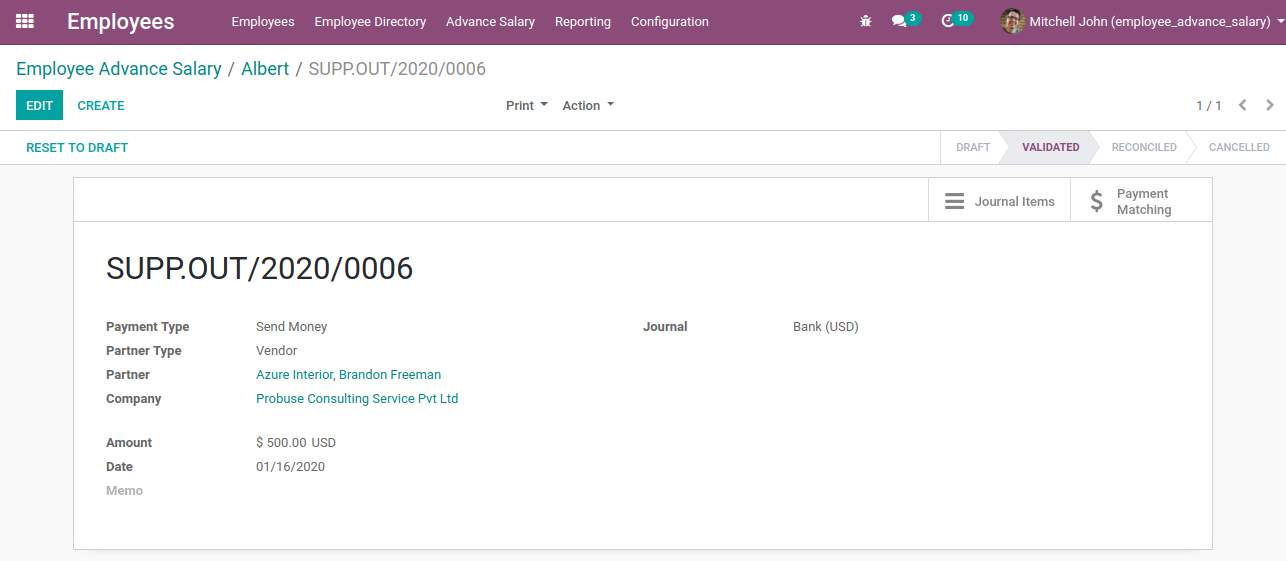 Employees Employees Employee Directory Advance Salary Reporting Configuration 3 10 Mitchell John (employee_advance_salary)
Employee Advance Salary / Albert / SUPP.OUT/2020/0006
EDIT CREATE Print Action 1 / 1
RESET TO DRAFT DRAFT VALIDATED RECONCILED CANCELLED
Journal Items
Payment
Matching
SUPP.OUT/2020/0006
Payment Type Send Money Journal Bank (USD)
Partner Type Vendor
Partner Azure Interior, Brandon Freeman
Company Probuse Consulting Service Pvt Ltd
Amount $ 500.00 USD
Date 01/16/2020
Memo